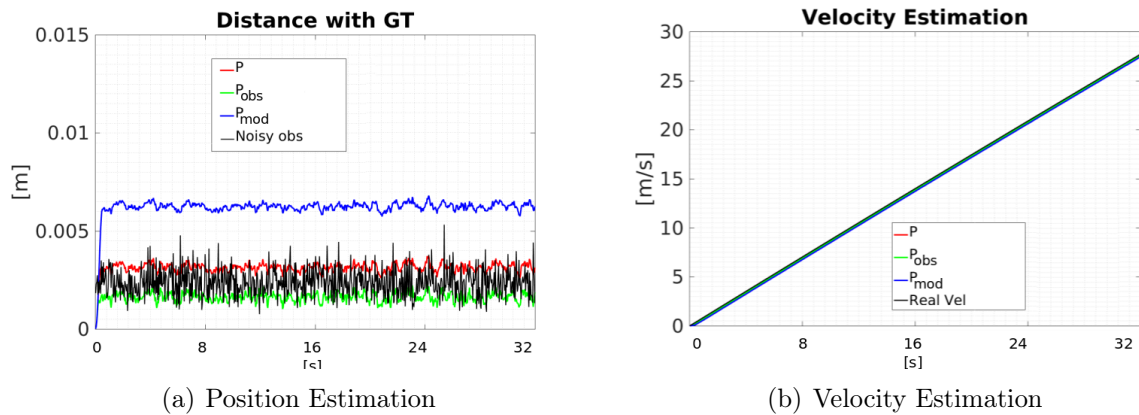 Distance with GT
0.015
0.01
0.005
0
[m]
P
Pobs
Pmod
Noisy obs
0 8 16 24 32
[s]
(a) Position Estimation
Velocity Estimation
30
25
20
15
10
5
0
[m/s]
P
Pobs
Pmod
Real Vel
0 8 16 24 32
[s]
(b) Velocity Estimation